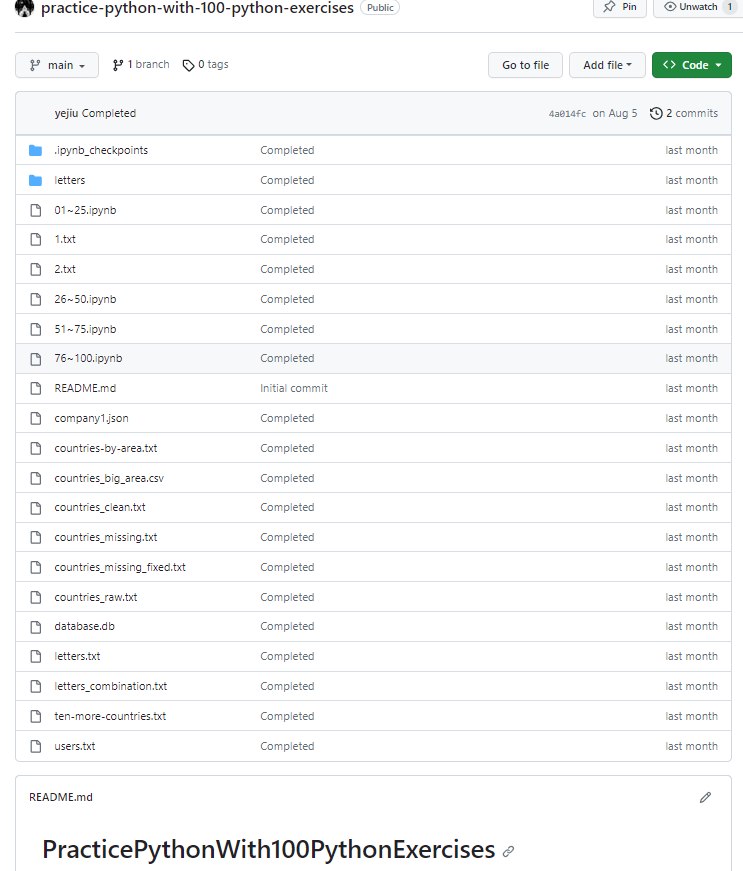 practice-python-with-100-python-exercises Public Pin Unwatch 1
main 1 branch 0 tags Go to file Add file Code
yejiu Completed 4a014fc on Aug 5 2 commits
.ipynb_checkpoints Completed last month
letters Completed last month
01~25.ipynb Completed last month
1.txt Completed last month
2.txt Completed last month
26~50.ipynb Completed last month
51~75.ipynb Completed last month
76~100.ipynb Completed last month
README.md Initial commit last month
company1.json Completed last month
countries-by-area.txt Completed last month
countries_big_area.csv Completed last month
countries_clean.txt Completed last month
countries_missing.txt Completed last month
countries_missing_fixed.txt Completed last month
countries_raw.txt Completed last month
database.db Completed last month
letters.txt Completed last month
letters_combination.txt Completed last month
ten-more-countries.txt Completed last month
users.txt Completed last month
README.md
PracticePythonWith100PythonExercises